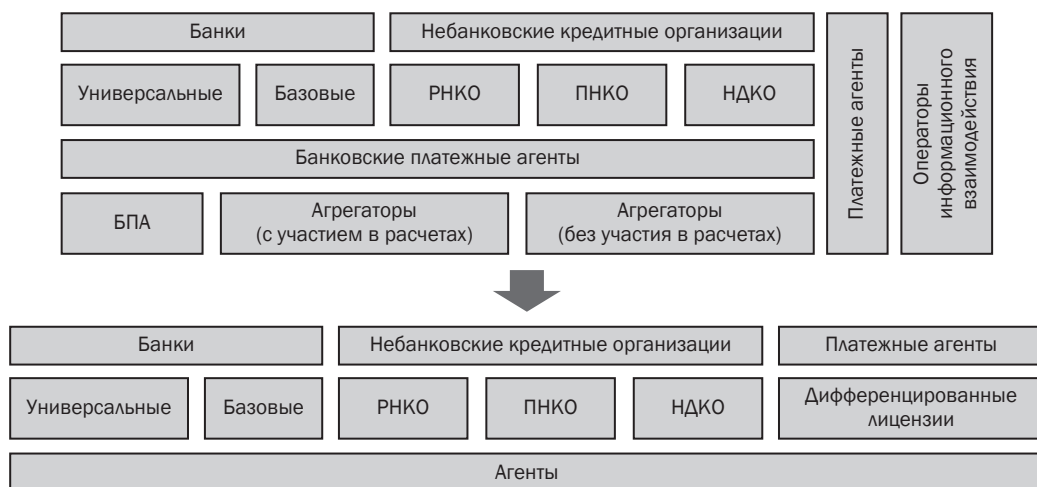 Банки
Небанковские кредитные организации
Универсальные
Базовые
РНКО
ПНКО
НДКО
Банковские платежные агенты
БПА
Агрегаторы
(с участием в расчетах)
Агрегаторы
(без участия в расчетах)
Платежные агенты
Операторы
информационного
взаимодействия
Банки
Небанковские кредитные организации
Платежные агенты
Универсальные
Базовые
РНКО
ПНКО
НДКО
Дифференцированные
лицензии
Агенты